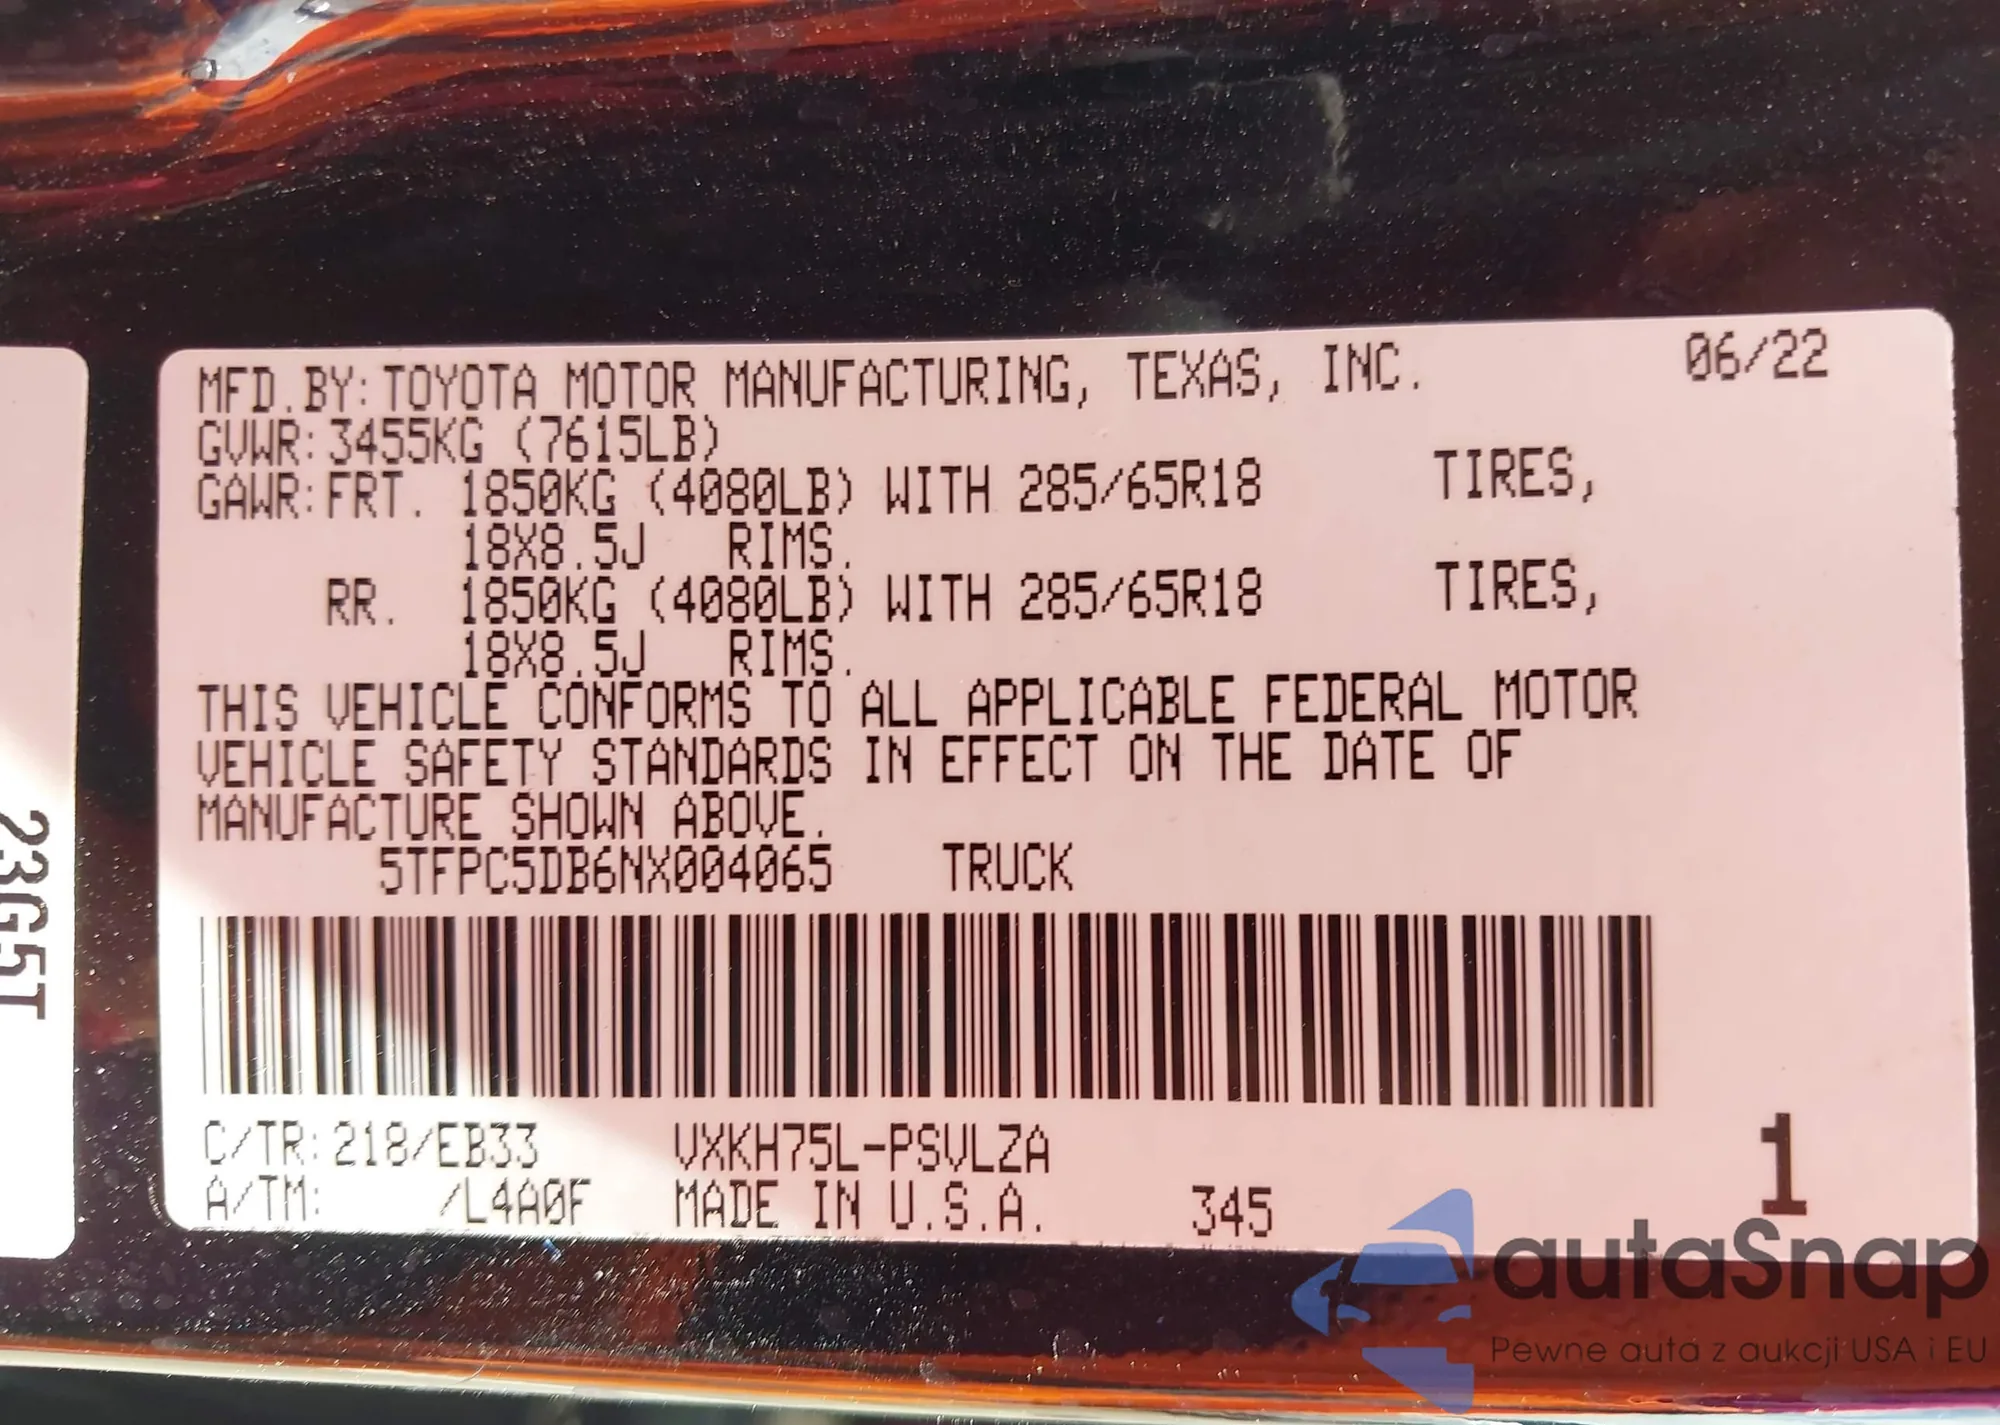 MFD.BY:TOYOTA MOTOR MANUFACTURING, TEXAS, INC. 06/22
GVWR:3455KG (7615LB)
GAWR:FRT. 1850KG (4080LB) WITH 285/65R18 TIRES,
18X8.5J RIMS.
RR. 1850KG (4080LB) WITH 285/65R18 TIRES,
18X8.5J RIMS.
THIS VEHICLE CONFORMS TO ALL APPLICABLE FEDERAL MOTOR
VEHICLE SAFETY STANDARDS IN EFFECT ON THE DATE OF
MANUFACTURE SHOWN ABOVE.
5TFPC5DB6NX004065 TRUCK
C/TR:218/EB33 VXKH75L-PSVLZA 1
A/TM: /L4A0F MADE IN U.S.A. 345
23G5T
autaSnap
Pewne auta z aukcji USA i EU